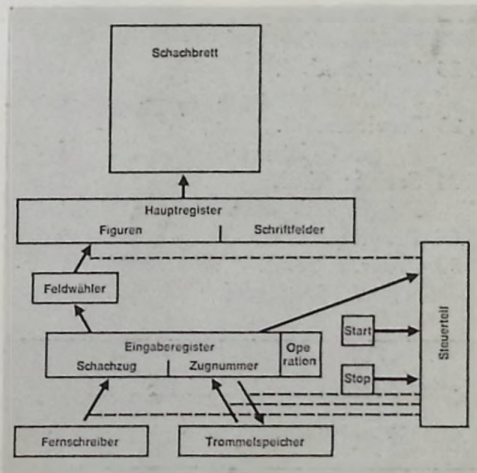 Schachbrett
Hauptregister
Figuren Schriftfelder
Feldwähler
Eingaberegister
Schachzug Zugnummer
Ope
ration
Start
Stop
Steuerteil
Fernschreiber Trommelspeicher